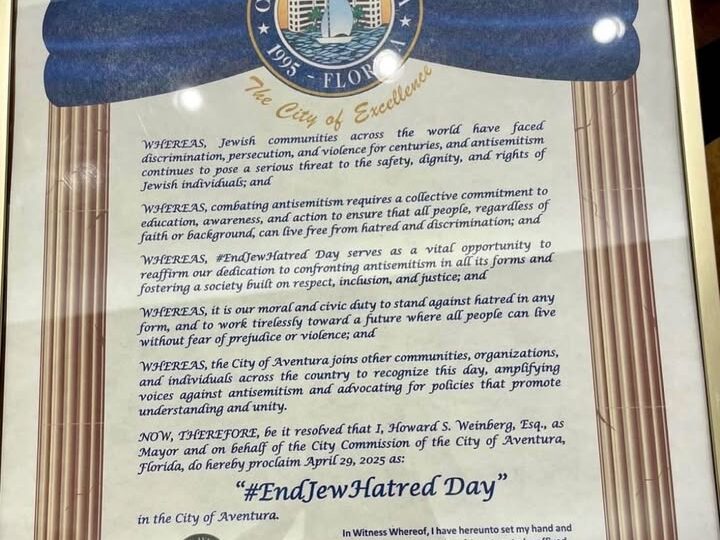 1995 - FLORIDA
The City of Excellence
WHEREAS, Jewish communities across the world have faced
discrimination, persecution, and violence for centuries, and antisemitism
continues to pose a serious threat to the safety, dignity, and rights of
Jewish individuals; and
WHEREAS, combating antisemitism requires a collective commitment to
education, awareness, and action to ensure that all people, regardless of
faith or background, can live free from hatred and discrimination; and
WHEREAS, #EndJewHatred Day serves as a vital opportunity to
reaffirm our dedication to confronting antisemitism in all its forms and
fostering a society built on respect, inclusion, and justice; and
WHEREAS, it is our moral and civic duty to stand against hatred in any
form, and to work tirelessly toward a future where all people can live
without fear of prejudice or violence; and
WHEREAS, the City of Aventura joins other communities, organizations,
and individuals across the country to recognize this day, amplifying
voices against antisemitism and advocating for policies that promote
understanding and unity.
NOW, THEREFORE, be it resolved that I, Howard S. Weinberg, Esq., as
Mayor and on behalf of the City Commission of the City of Aventura,
Florida, do hereby proclaim April 29, 2025 as:
“#EndJewHatred Day”
in the City of Aventura.
In Witness Whereof, I have hereunto set my hand and